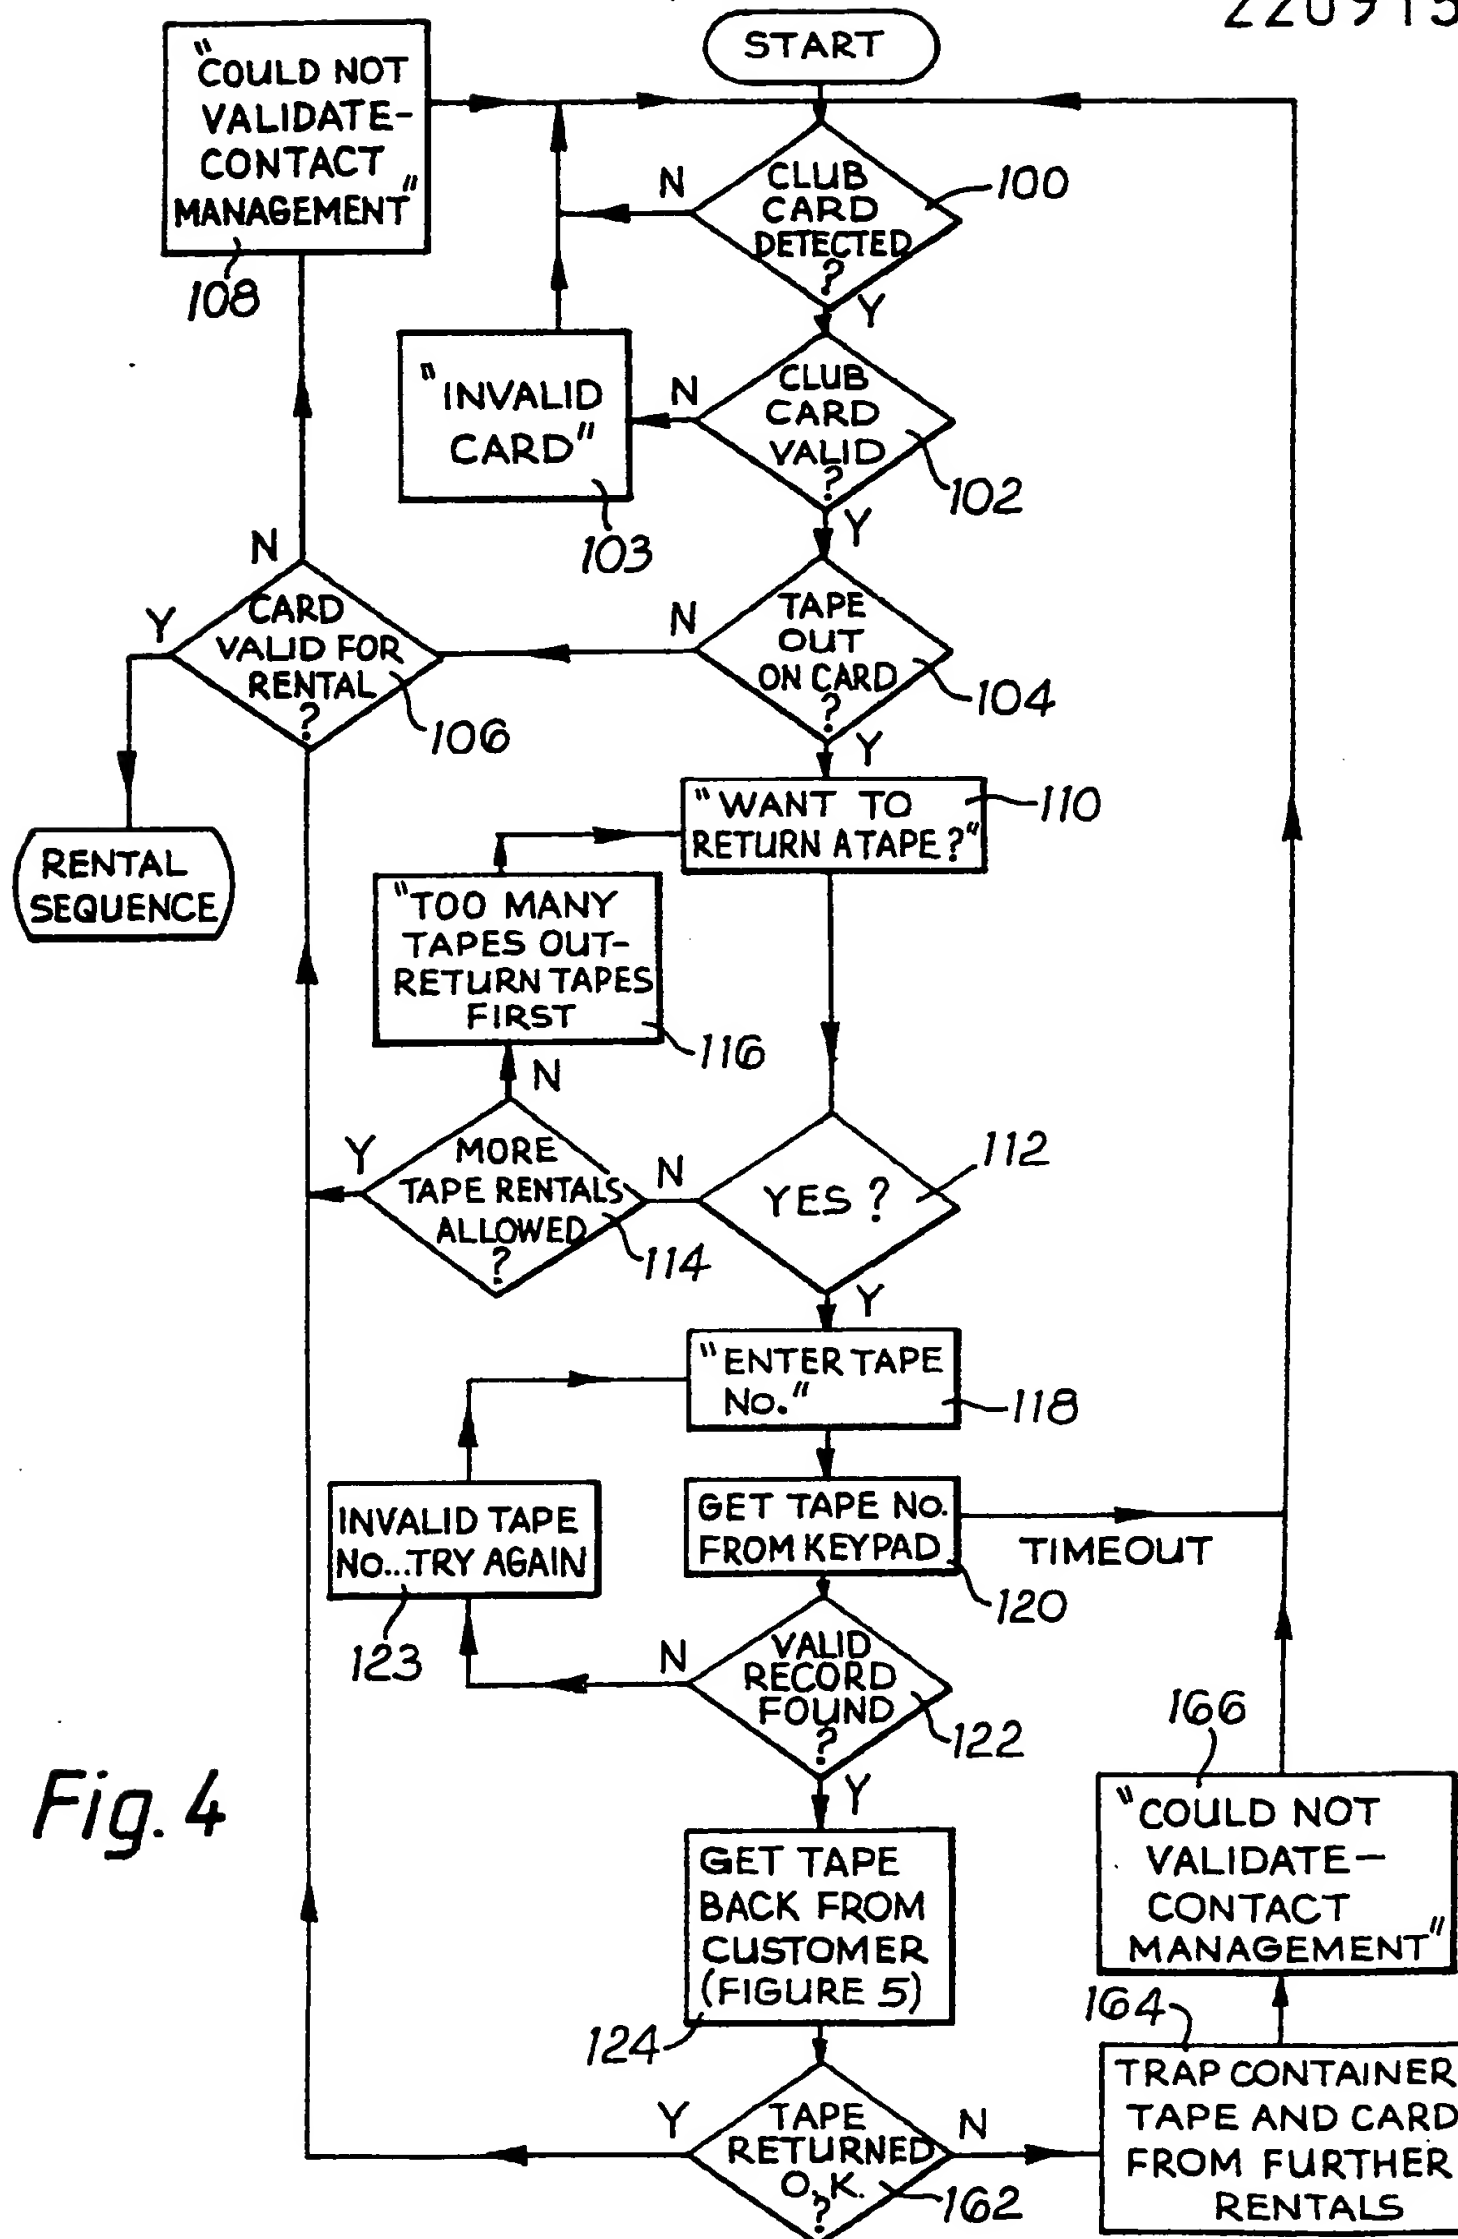 220915
START
"COULD NOT
VALIDATE-
CONTACT
MANAGEMENT"
108
CLUB
CARD
DETECTED
?
100
N
Y
"INVALID
CARD"
103
N
CLUB
CARD
VALID
?
102
Y
N
CARD
VALID FOR
RENTAL
?
106
Y
N
TAPE
OUT
ON CARD
?
104
Y
RENTAL
SEQUENCE
"WANT TO
RETURN A TAPE?"
110
"TOO MANY
TAPES OUT-
RETURN TAPES
FIRST
116
N
Y
MORE
TAPE RENTALS
ALLOWED
?
114
N
YES ?
112
Y
"ENTER TAPE
No."
118
INVALID TAPE
No...TRY AGAIN
123
GET TAPE No.
FROM KEYPAD
120
TIMEOUT
N
VALID
RECORD
FOUND
?
122
Y
166
"COULD NOT
VALIDATE-
CONTACT
MANAGEMENT"
Fig. 4
GET TAPE
BACK FROM
CUSTOMER
(FIGURE 5)
124
164
TRAP CONTAINER
TAPE AND CARD
FROM FURTHER
RENTALS
Y
TAPE
RETURNED
O.K.
?
162
N